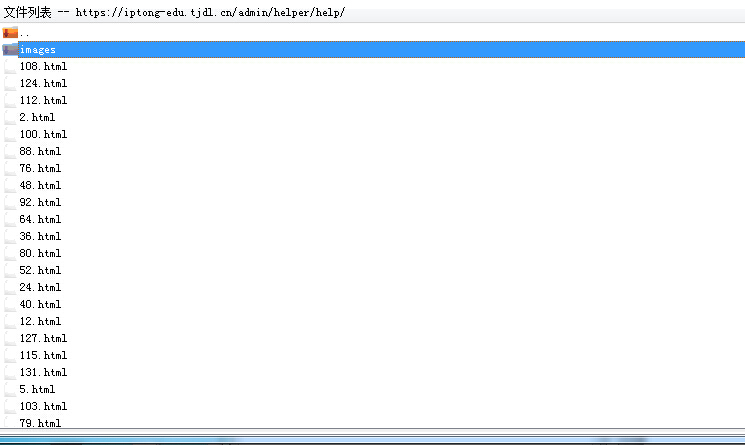 文件列表 -- https://iptong-edu.tjdl.cn/admin/helper/help/
..
images
108.html
124.html
112.html
2.html
100.html
88.html
76.html
48.html
92.html
64.html
36.html
80.html
52.html
24.html
40.html
12.html
127.html
115.html
131.html
5.html
103.html
79.html